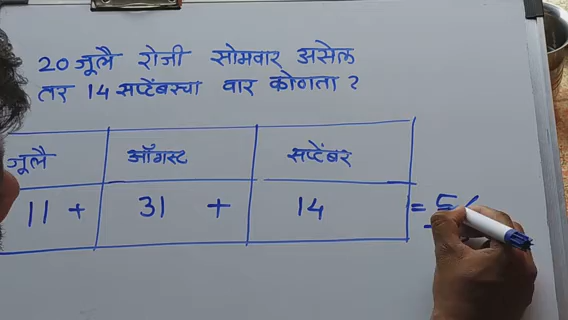 20 जूलै रोजी सोमवार असेल
तर 14 सप्टेंबरचा वार कोणता ?
जूलै ऑगस्ट सप्टेंबर
11 + 31 + 14 = 5